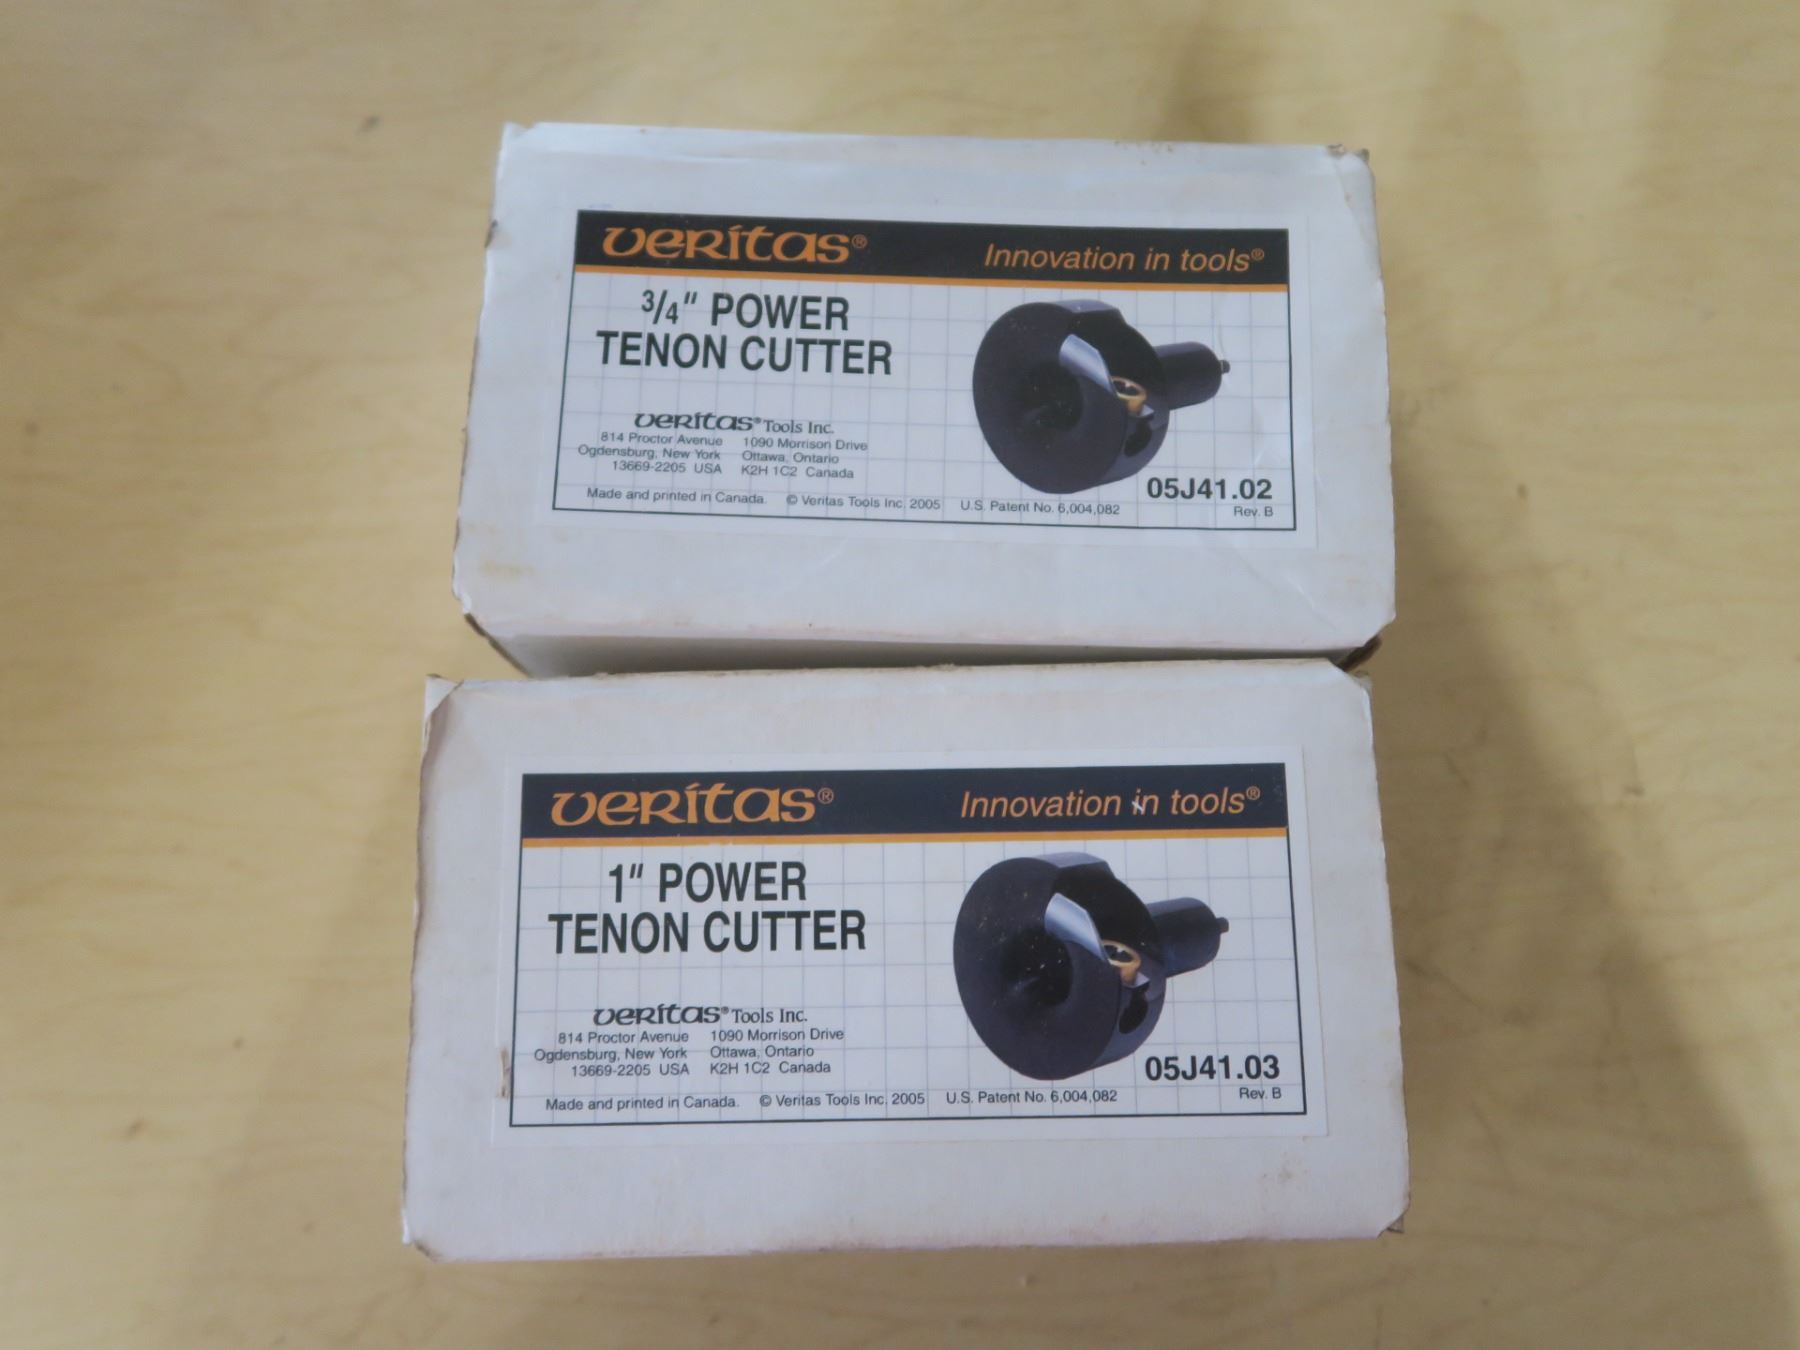 veritas® Innovation in tools®
3/4" POWER
TENON CUTTER
veritas® Tools Inc.
814 Proctor Avenue 1090 Morrison Drive
Ogdensburg, New York Ottawa, Ontario
13669-2205 USA K2H 1C2 Canada
05J41.02
Made and printed in Canada. © Veritas Tools Inc. 2005 U.S. Patent No. 6,004,082 Rev. B
veritas® Innovation in tools®
1" POWER
TENON CUTTER
veritas® Tools Inc.
814 Proctor Avenue 1090 Morrison Drive
Ogdensburg, New York Ottawa, Ontario
13669-2205 USA K2H 1C2 Canada
05J41.03
Made and printed in Canada. © Veritas Tools Inc. 2005 U.S. Patent No. 6,004,082 Rev. B